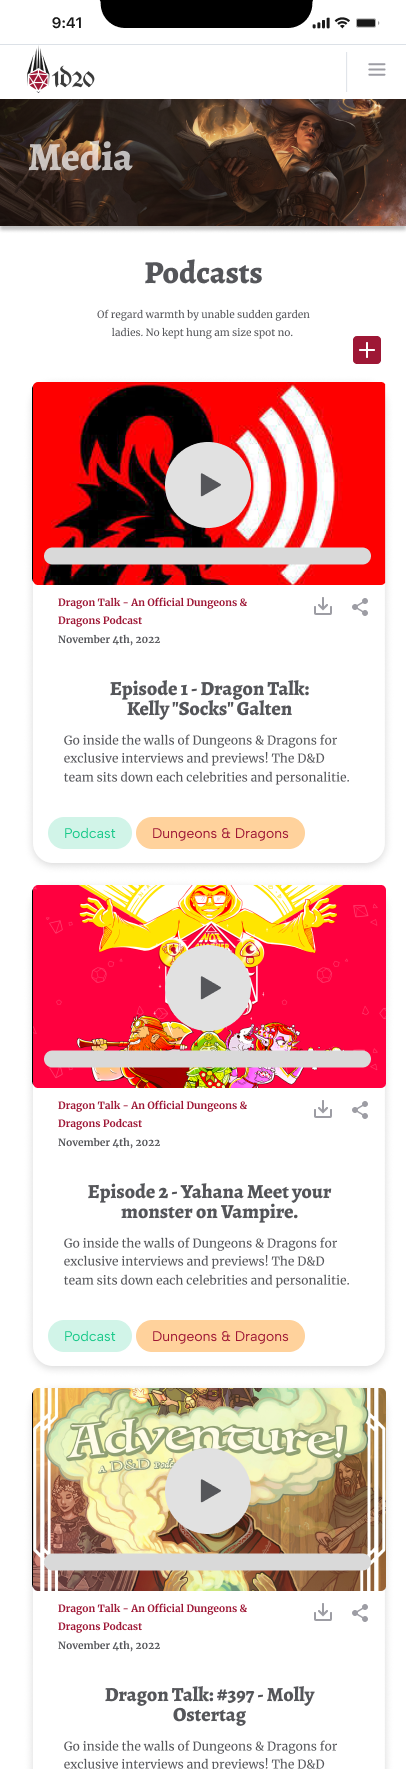 9:41
1D20
Media
Podcasts
Of regard warmth by unable sudden garden
ladies. No kept hung am size spot no.
Dragon Talk - An Official Dungeons &
Dragons Podcast
November 4th, 2022
Episode 1 - Dragon Talk:
Kelly "Socks" Galten
Go inside the walls of Dungeons & Dragons for
exclusive interviews and previews! The D&D
team sits down each celebrities and personalitie.
Podcast
Dungeons & Dragons
NOT
Dragon Talk - An Official Dungeons &
Dragons Podcast
November 4th, 2022
Episode 2 - Yahana Meet your
monster on Vampire.
Go inside the walls of Dungeons & Dragons for
exclusive interviews and previews! The D&D
team sits down each celebrities and personalitie.
Podcast
Dungeons & Dragons
Adventure!
a D&D
Dragon Talk - An Official Dungeons &
Dragons Podcast
November 4th, 2022
Dragon Talk: #397 - Molly
Ostertag
Go inside the walls of Dungeons & Dragons for
exclusive interviews and previews! The D&D